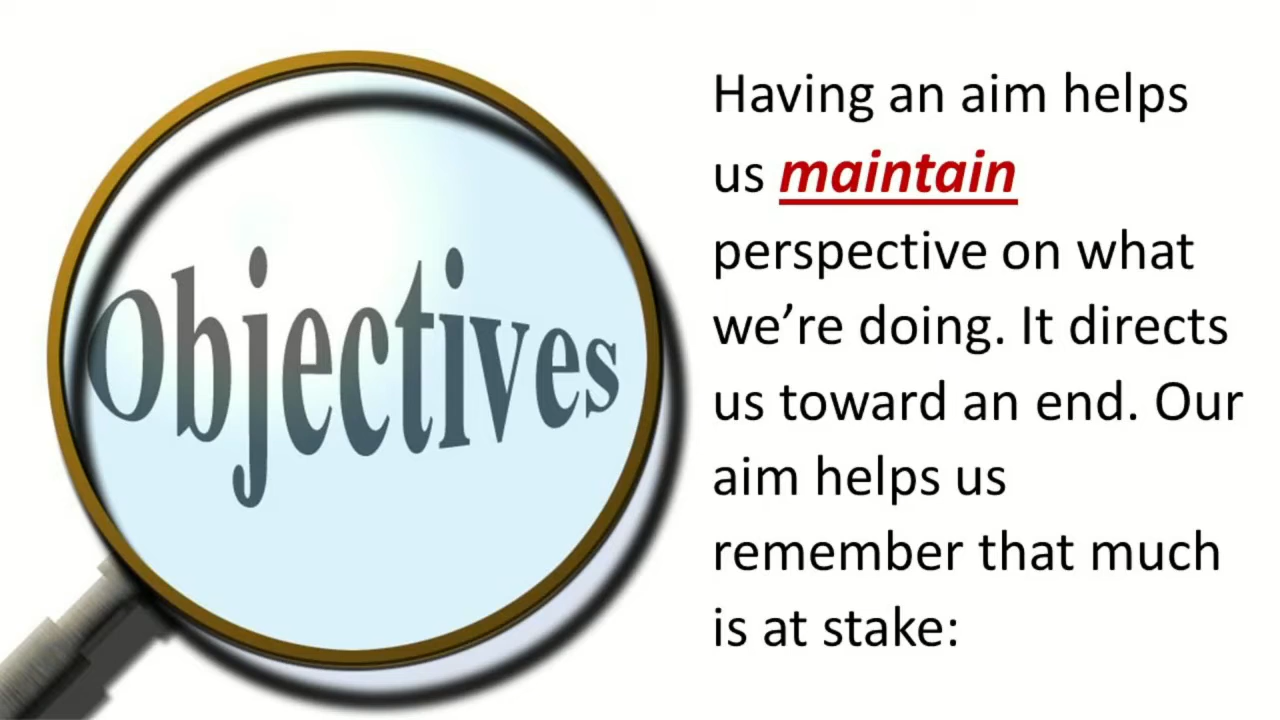 Objectives
Having an aim helps
us maintain
perspective on what
we’re doing. It directs
us toward an end. Our
aim helps us
remember that much
is at stake: